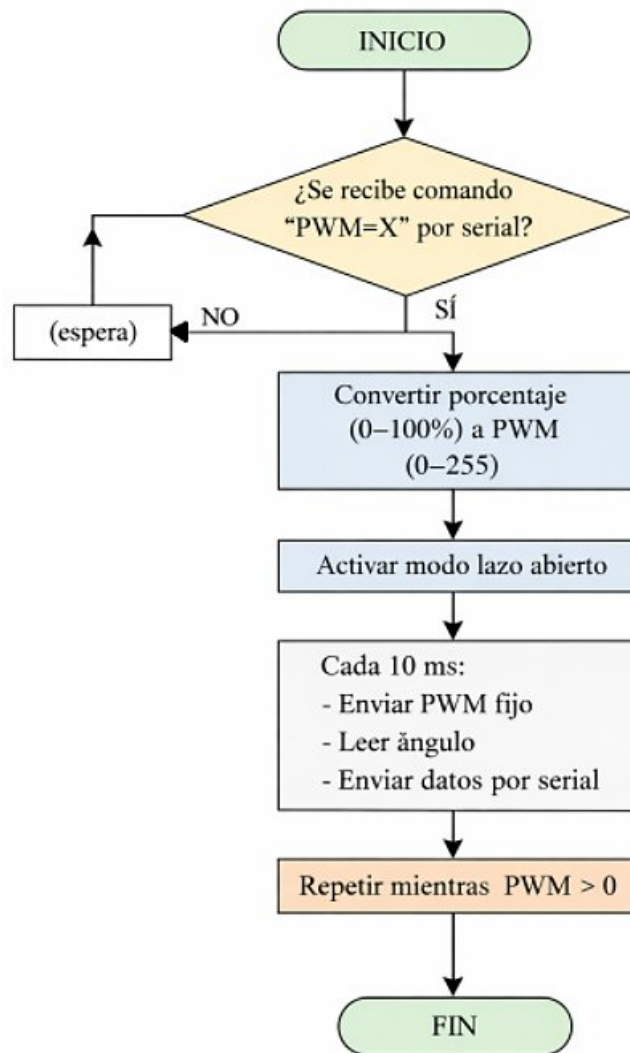 INICIO
¿Se recibe comando
“PWM=X” por serial?
NO
SÍ
(espera)
Convertir porcentaje
(0–100%) a PWM
(0–255)
Activar modo lazo abierto
Cada 10 ms:
- Enviar PWM fijo
- Leer ăngulo
- Enviar datos por serial
Repetir mientras PWM > 0
FIN